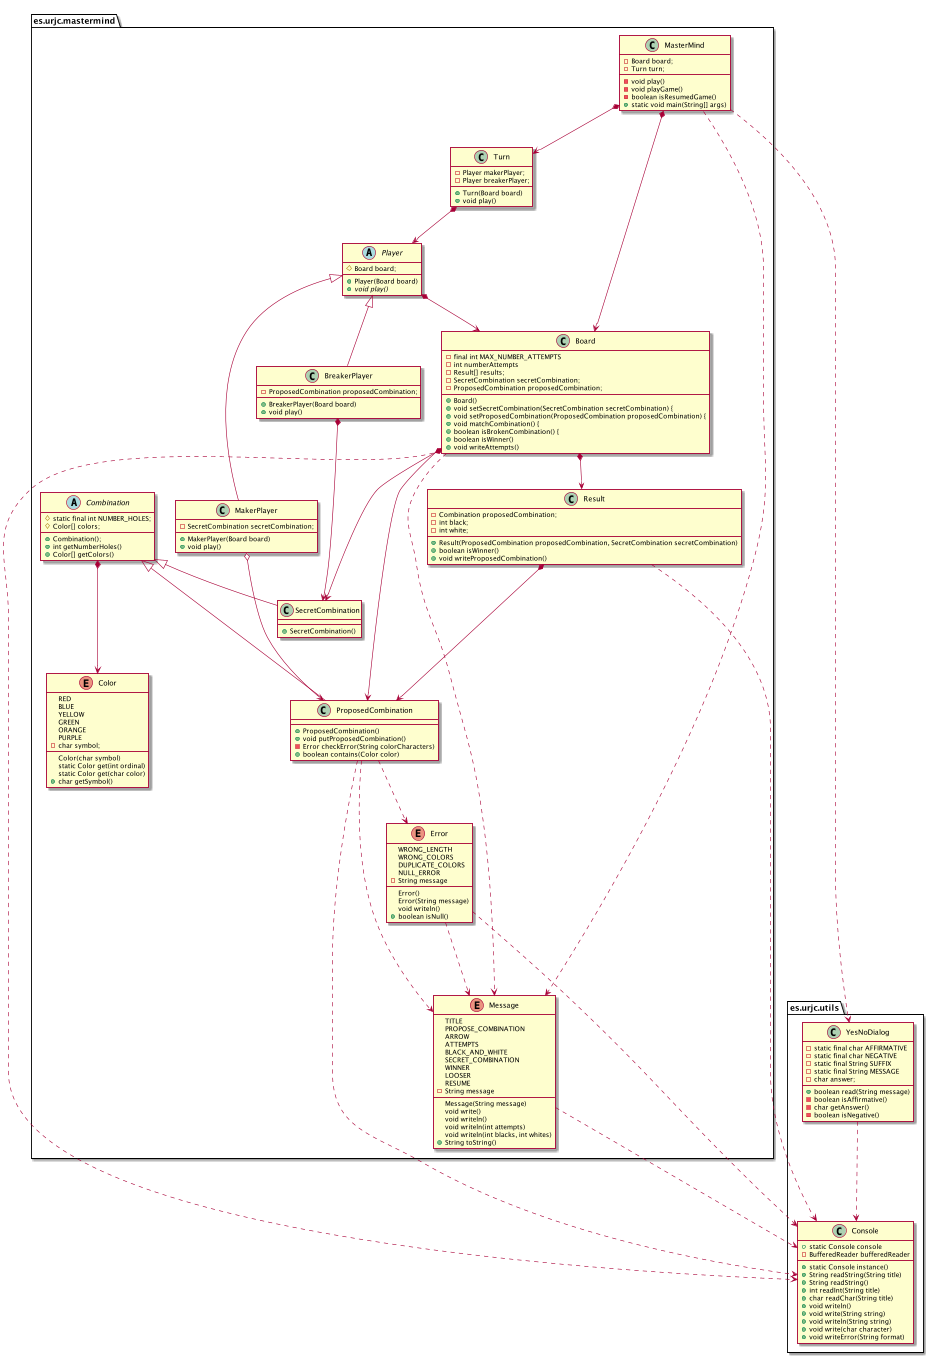 es.urjc.mastermind
C MasterMind
Board board;
Turn turn;
void play()
void playGame()
boolean isResumedGame()
static void main(String[] args)
C Turn
Player makerPlayer;
Player breakerPlayer;
Turn(Board board)
void play()
A Player
Board board;
Player(Board board)
void play()
C Board
final int MAX_NUMBER_ATTEMPTS
int numberAttempts
Result[] results;
SecretCombination secretCombination;
ProposedCombination proposedCombination;
Board()
void setSecretCombination(SecretCombination secretCombination) {
void setProposedCombination(ProposedCombination proposedCombination) {
void matchCombination() {
boolean isBrokenCombination() {
boolean isWinner()
void writeAttempts()
C BreakerPlayer
ProposedCombination proposedCombination;
BreakerPlayer(Board board)
void play()
A Combination
static final int NUMBER_HOLES;
Color[] colors;
Combination();
int getNumberHoles()
Color[] getColors()
C MakerPlayer
SecretCombination secretCombination;
MakerPlayer(Board board)
void play()
C Result
Combination proposedCombination;
int black;
int white;
Result(ProposedCombination proposedCombination, SecretCombination secretCombination)
boolean isWinner()
void writeProposedCombination()
C SecretCombination
SecretCombination()
E Color
RED
BLUE
YELLOW
GREEN
ORANGE
PURPLE
char symbol;
Color(char symbol)
static Color get(int ordinal)
static Color get(char color)
char getSymbol()
C ProposedCombination
ProposedCombination()
void putProposedCombination()
Error checkError(String colorCharacters)
boolean contains(Color color)
E Error
WRONG_LENGTH
WRONG_COLORS
DUPLICATE_COLORS
NULL_ERROR
String message
Error()
Error(String message)
void writeln()
boolean isNull()
E Message
TITLE
PROPOSE_COMBINATION
ARROW
ATTEMPTS
BLACK_AND_WHITE
SECRET_COMBINATION
WINNER
LOOSER
RESUME
String message
Message(String message)
void write()
void writeln()
void writeln(int attempts)
void writeln(int blacks, int whites)
String toString()
es.urjc.utils
C YesNoDialog
static final char AFFIRMATIVE
static final char NEGATIVE
static final String SUFFIX
static final String MESSAGE
char answer;
boolean read(String message)
boolean isAffirmative()
char getAnswer()
boolean isNegative()
C Console
static Console console
BufferedReader bufferedReader
static Console instance()
String readString(String title)
String readString()
int readInt(String title)
char readChar(String title)
void writeln()
void write(String string)
void writeln(String string)
void write(char character)
void writeError(String format)